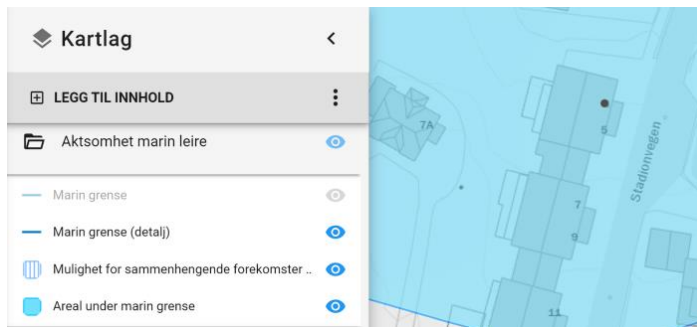 Kartlag
LEGG TIL INNHOLD
Aktsomhet marin leire
Marin grense
Marin grense (detalj)
Mulighet for sammenhengende forekomster ..
Areal under marin grense
7A
5
Stadionvegen
7
9
11